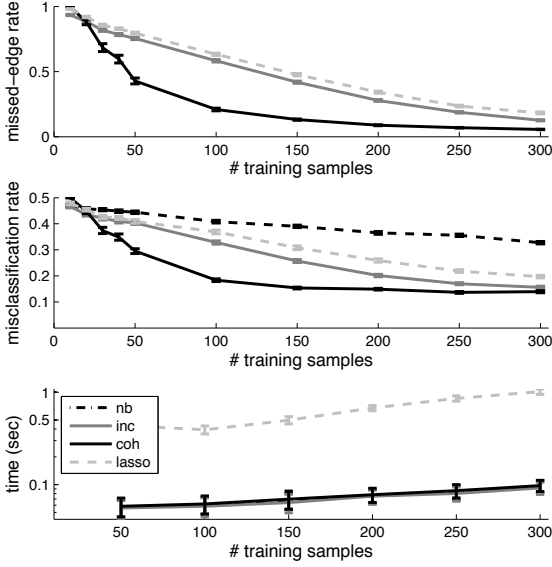 missed−edge rate
1
0.5
0
0 50 100 150 200 250 300
# training samples
misclassification rate
0.5
0.4
0.3
0.2
0.1
0 50 100 150 200 250 300
# training samples
time (sec)
1
0.5
0.1
nb
inc
coh
lasso
50 100 150 200 250 300
# training samples